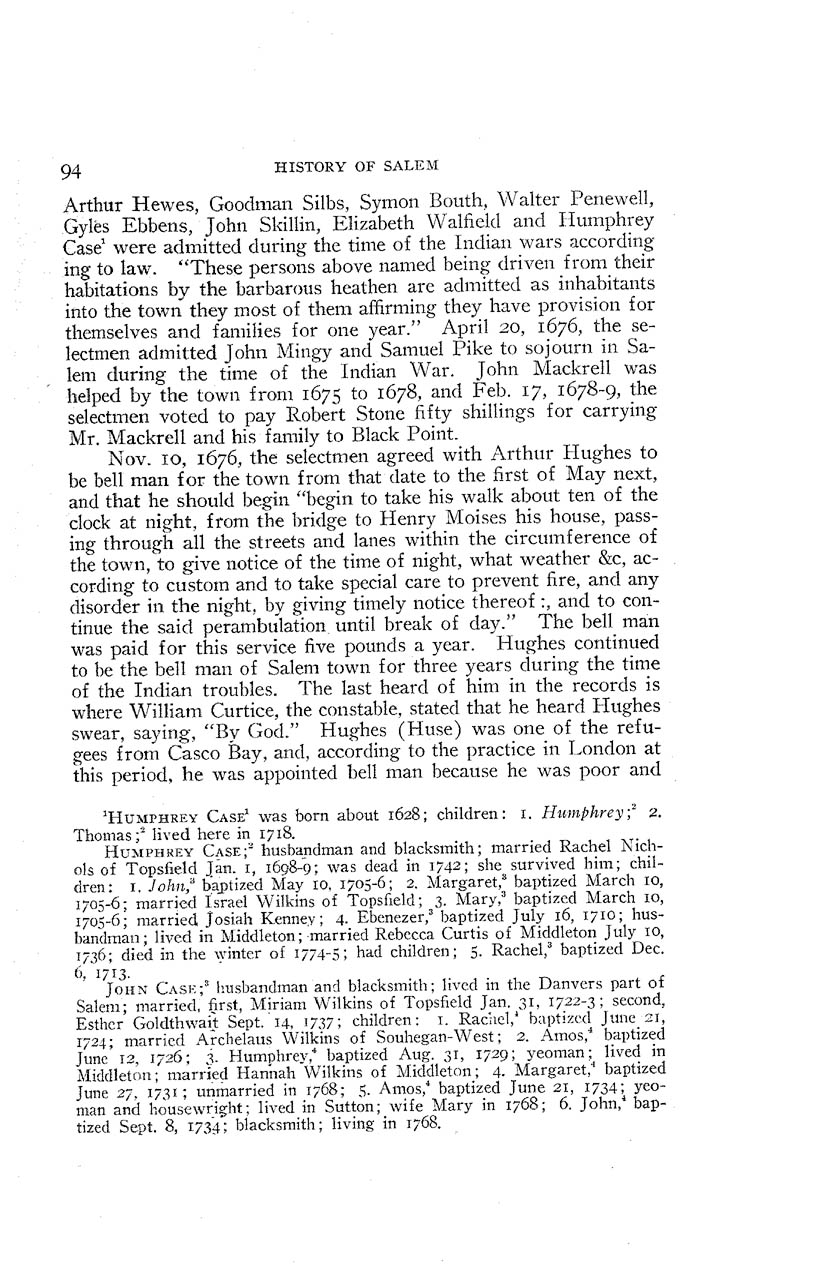 94 HISTORY OF SALEM
Arthur Hewes, Goodman Silbs, Symon Bouth, Walter Penewell,
Gyles Ebbens, John Skillin, Elizabeth Walfield and Humphrey
Case¹ were admitted during the time of the Indian wars according
ing to law. “These persons above named being driven from their
habitations by the barbarous heathen are admitted as inhabitants
into the town they most of them affirming they have provision for
themselves and families for one year.” April 20, 1676, the se-
lectmen admitted John Mingy and Samuel Pike to sojourn in Sa-
lem during the time of the Indian War. John Mackrell was
helped by the town from 1675 to 1678, and Feb. 17, 1678-9, the
selectmen voted to pay Robert Stone fifty shillings for carrying
Mr. Mackrell and his family to Black Point.
Nov. 10, 1676, the selectmen agreed with Arthur Hughes to
be bell man for the town from that date to the first of May next,
and that he should begin “begin to take his walk about ten of the
clock at night, from the bridge to Henry Moises his house, pass-
ing through all the streets and lanes within the circumference of
the town, to give notice of the time of night, what weather &c, ac-
cording to custom and to take special care to prevent fire, and any
disorder in the night, by giving timely notice thereof :, and to con-
tinue the said perambulation until break of day.” The bell man
was paid for this service five pounds a year. Hughes continued
to be the bell man of Salem town for three years during the time
of the Indian troubles. The last heard of him in the records is
where William Curtice, the constable, stated that he heard Hughes
swear, saying, “By God.” Hughes (Huse) was one of the refu-
gees from Casco Bay, and, according to the practice in London at
this period, he was appointed bell man because he was poor and
¹HUMPHREY CASE¹ was born about 1628; children: 1. Humphrey;² 2.
Thomas;² lived here in 1718.
HUMPHREY CASE;² husbandman and blacksmith; married Rachel Nich-
ols of Topsfield Jan. 1, 1698-9; was dead in 1742; she survived him; chil-
dren: 1. John,³ baptized May 10, 1705-6; 2. Margaret,³ baptized March 10,
1705-6; married Israel Wilkins of Topsfield; 3. Mary,³ baptized March 10,
1705-6; married Josiah Kenney; 4. Ebenezer,³ baptized July 16, 1710; hus-
bandman; lived in Middleton; married Rebecca Curtis of Middleton July 10,
1736; died in the winter of 1774-5; had children; 5. Rachel,³ baptized Dec.
6, 1713.
JOHN CASE;³ husbandman and blacksmith; lived in the Danvers part of
Salem; married, first, Miriam Wilkins of Topsfield Jan. 31, 1722-3; second,
Esther Goldthwait Sept. 14, 1737; children: 1. Rachel,⁴ baptized June 21,
1724; married Archelaus Wilkins of Souhegan-West; 2. Amos,⁴ baptized
June 12, 1726; 3. Humphrey,⁴ baptized Aug. 31, 1729; yeoman; lived in
Middleton; married Hannah Wilkins of Middleton; 4. Margaret,⁴ baptized
June 27, 1731; unmarried in 1768; 5. Amos,⁴ baptized June 21, 1734; yeo-
man and housewright; lived in Sutton; wife Mary in 1768; 6. John,⁴ bap-
tized Sept. 8, 1734; blacksmith; living in 1768.